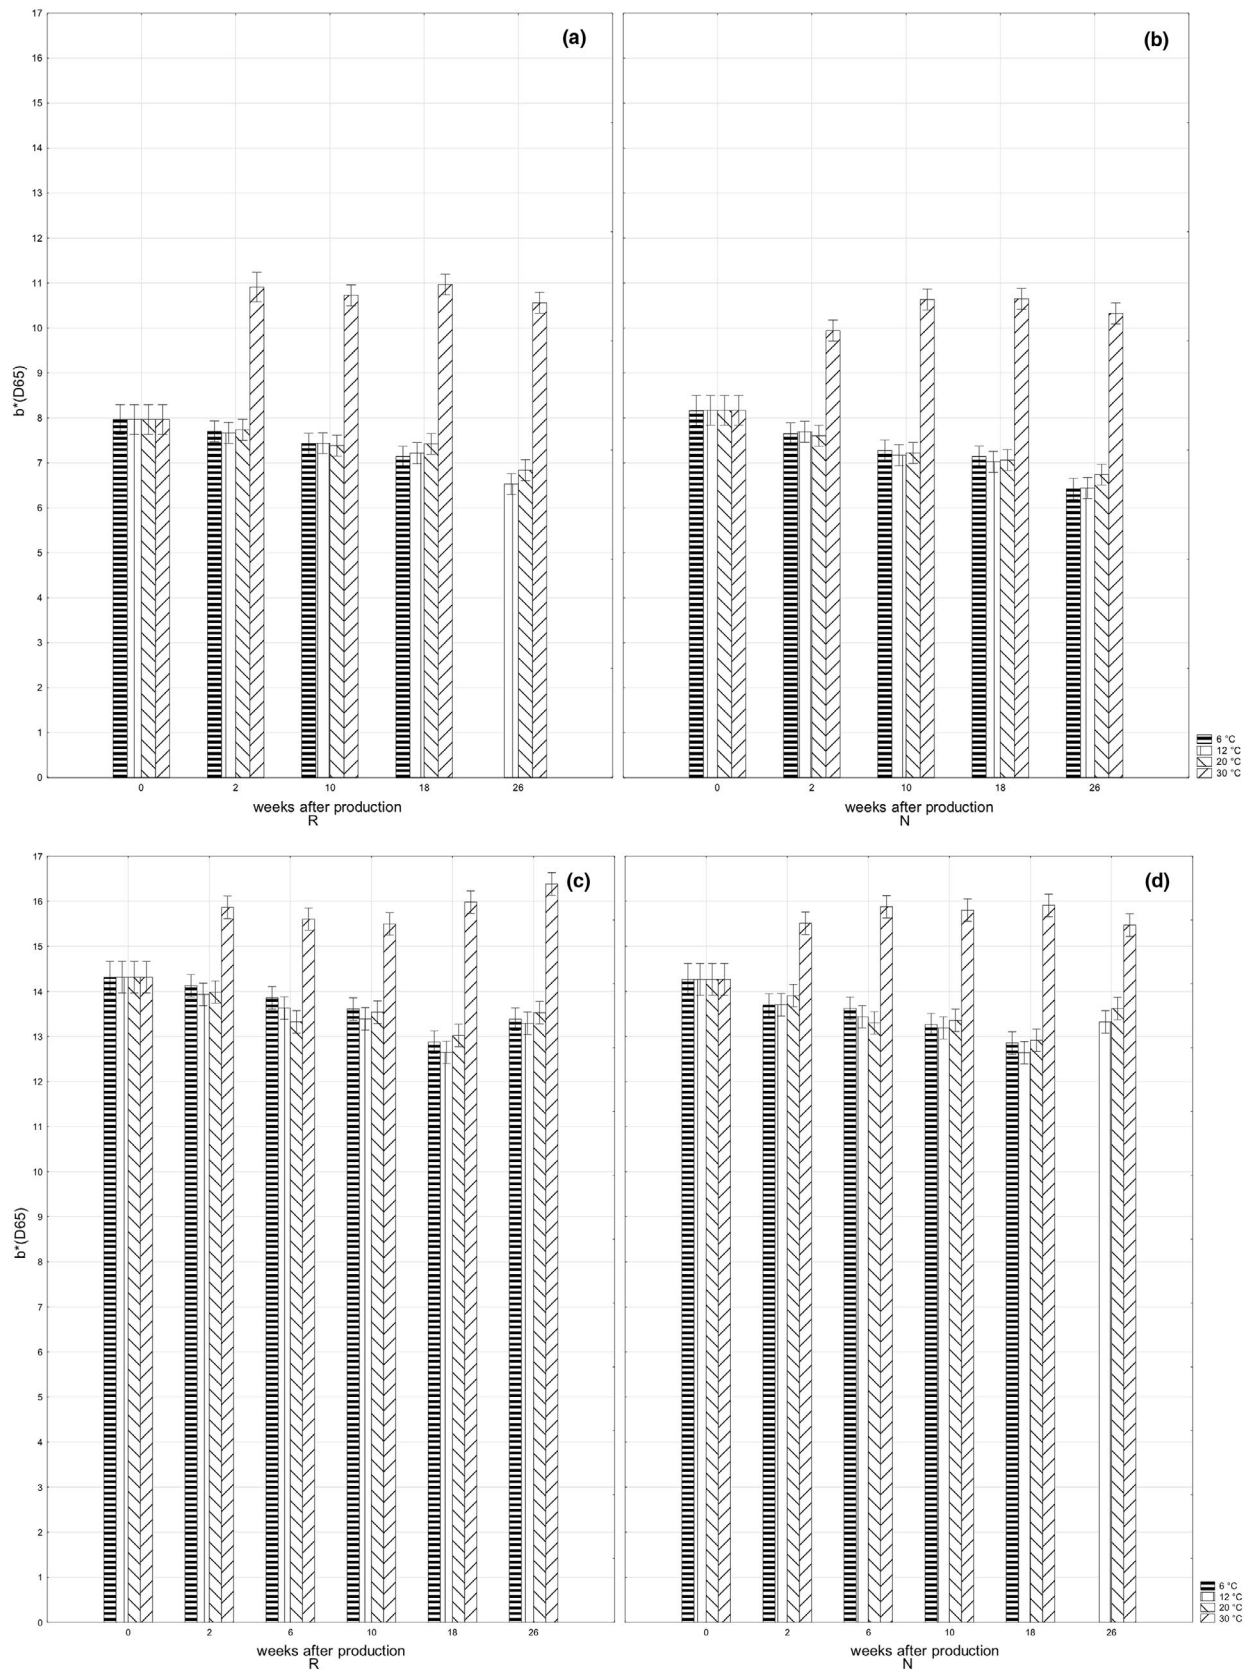 (a)
(b)
17
16
15
14
13
12
11
10
9
8
7
6
5
4
3
2
1
0
b*(D65)
0 2 10 18 26
weeks after production
R
0 2 10 18 26
weeks after production
N
6 °C
12 °C
20 °C
30 °C
(c)
(d)
17
16
15
14
13
12
11
10
9
8
7
6
5
4
3
2
1
0
b*(D65)
0 2 6 10 18 26
weeks after production
R
0 2 6 10 18 26
weeks after production
N
6 °C
12 °C
20 °C
30 °C